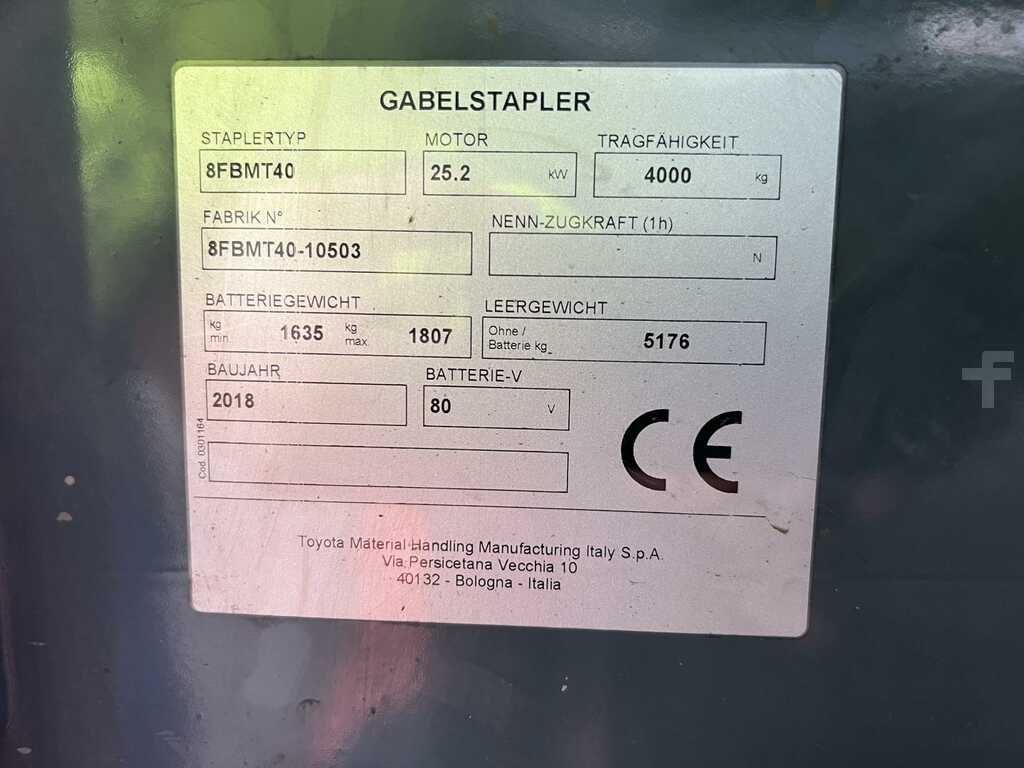 GABELSTAPLER
STAPLERTYP MOTOR TRAGFÄHIGKEIT
8FBMT40 25.2 kW 4000 kg
FABRIK N° NENN-ZUGKRAFT (1h)
8FBMT40-10503 N
BATTERIEGEWICHT LEERGEWICHT
kg min 1635 kg max 1807 Ohne / Batterie kg 5176
BAUJAHR BATTERIE-V
2018 80 V
Cod. 0301164
CE
Toyota Material Handling Manufacturing Italy S.p.A.
Via Persicetana Vecchia 10
40132 - Bologna - Italia
f